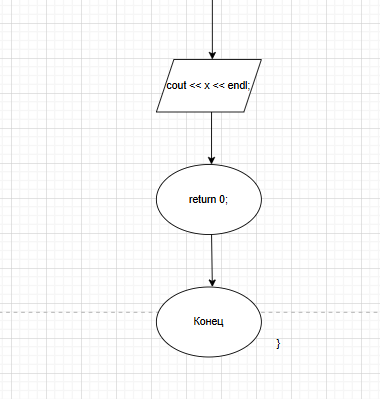 cout << x << endl;
return 0;
Конец
}